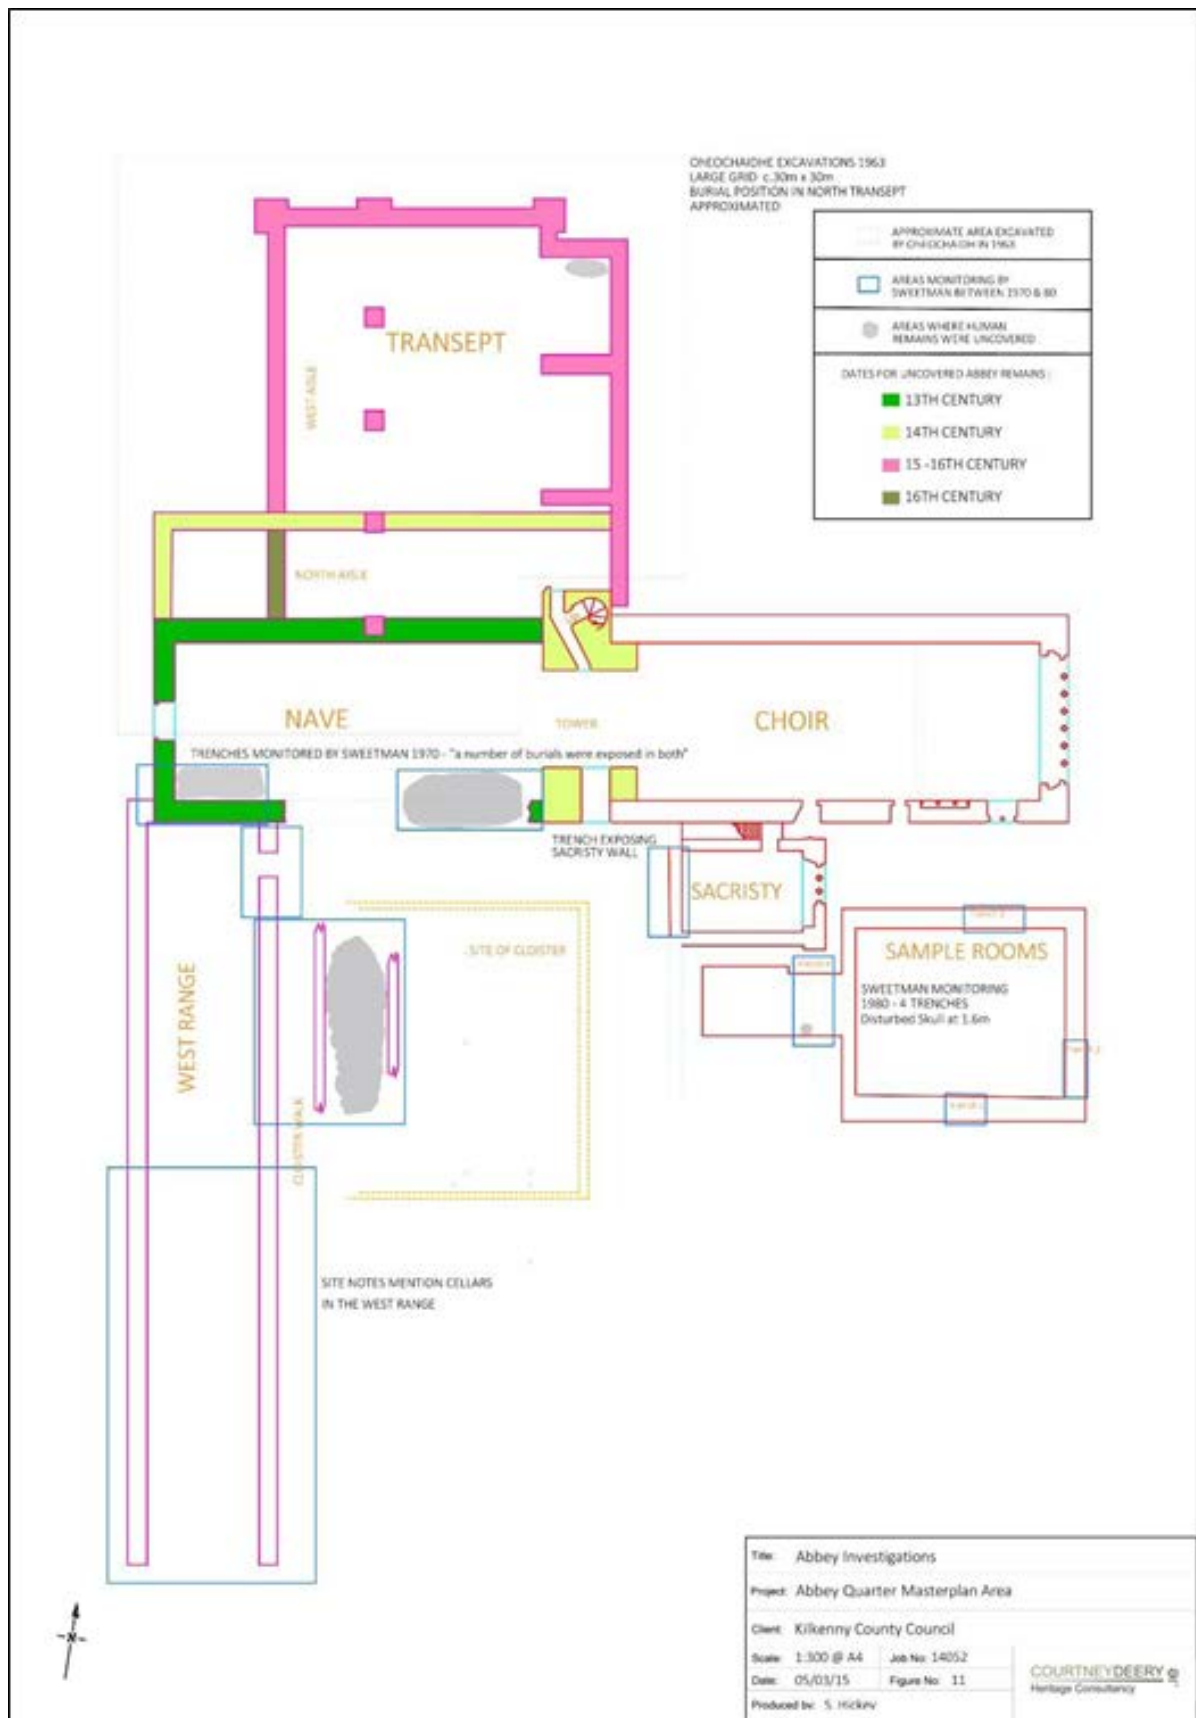 OHEOCHAIDHE EXCAVATIONS 1963
LARGE GRID c.30m x 30m
BURIAL POSITION IN NORTH TRANSEPT
APPROXIMATED
APPROXIMATE AREA EXCAVATED
BY OHEOCHAIDH IN 1963
AREAS MONITORING BY
SWEETMAN BETWEEN 1970 & 80
AREAS WHERE HUMAN
REMAINS WERE UNCOVERED
DATES FOR UNCOVERED ABBEY REMAINS :
13TH CENTURY
14TH CENTURY
15 -16TH CENTURY
16TH CENTURY
TRANSEPT
WEST AISLE
NORTH AISLE
NAVE
TOWER
CHOIR
TRENCHES MONITORED BY SWEETMAN 1970 - "a number of burials were exposed in both"
TRENCH EXPOSING
SACRISTY WALL
SACRISTY
SITE OF CLOISTER
SAMPLE ROOMS
SWEETMAN MONITORING
1980 - 4 TRENCHES
Disturbed Skull at 1.6m
WEST RANGE
CLOISTER WALK
SITE NOTES MENTION CELLARS
IN THE WEST RANGE
N
Title: Abbey Investigations
Project: Abbey Quarter Masterplan Area
Client: Kilkenny County Council
Scale: 1:300 @ A4 Job No: 14052
Date: 05/03/15 Figure No: 11
Produced by: S. Hickey
COURTNEYDEERY
Heritage Consultancy